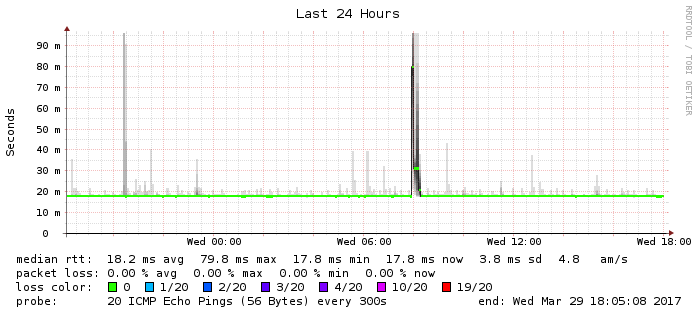 Last 24 Hours
RRDTOOL / TOBI OETIKER
Seconds
90 m
80 m
70 m
60 m
50 m
40 m
30 m
20 m
10 m
0
Wed 00:00 Wed 06:00 Wed 12:00 Wed 18:00
median rtt: 18.2 ms avg 79.8 ms max 17.8 ms min 17.8 ms now 3.8 ms sd 4.8 am/s
packet loss: 0.00 % avg 0.00 % max 0.00 % min 0.00 % now
loss color: 0 1/20 2/20 3/20 4/20 10/20 19/20
probe: 20 ICMP Echo Pings (56 Bytes) every 300s end: Wed Mar 29 18:05:08 2017